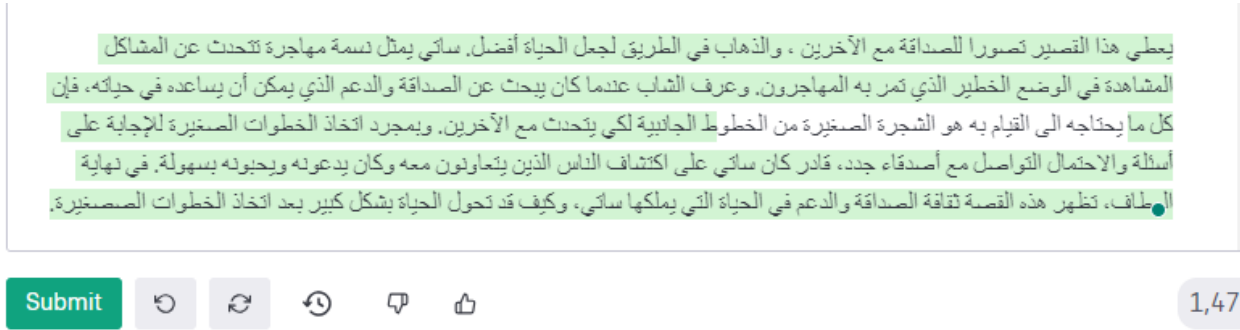 يعطي هذا القصير تصورا للصداقة مع الآخرين ، والذهاب في الطريق لجعل الحياة أفضل. ساتي يمثل نسمة مهاجرة تتحدث عن المشاكل
المشاهدة في الوضع الخطير الذي تمر به المهاجرون. وعرف الشاب عندما كان يبحث عن الصداقة والدعم الذي يمكن أن يساعده في حياته، فإن
كل ما يحتاجه الى القيام به هو الشجرة الصغيرة من الخطوط الجانبية لكي يتحدث مع الآخرين. وبمجرد اتخاذ الخطوات الصغيرة للإجابة على
أسئلة والاحتمال التواصل مع أصدقاء جدد، قادر كان ساتي على اكتشاف الناس الذين يتعاونون معه وكان يدعونه ويحبونه بسهولة. في نهاية
المطاف، تظهر هذه القصة ثقافة الصداقة والدعم في الحياة التي يملكها ساتي، وكيف قد تحول الحياة بشكل كبير بعد اتخاذ الخطوات الصصغيرة.
Submit
1,47